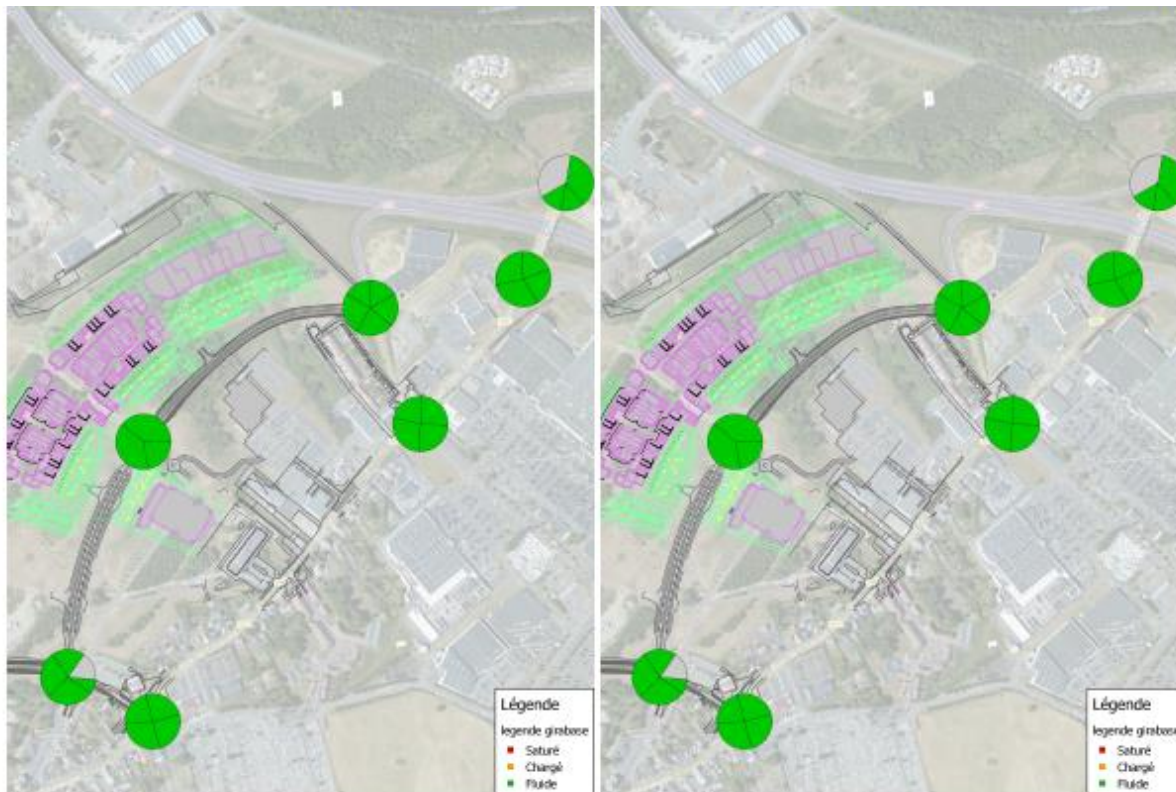 Légende
legende girabase
Saturé
Chargé
Fluide
Légende
legende girabase
Saturé
Chargé
Fluide